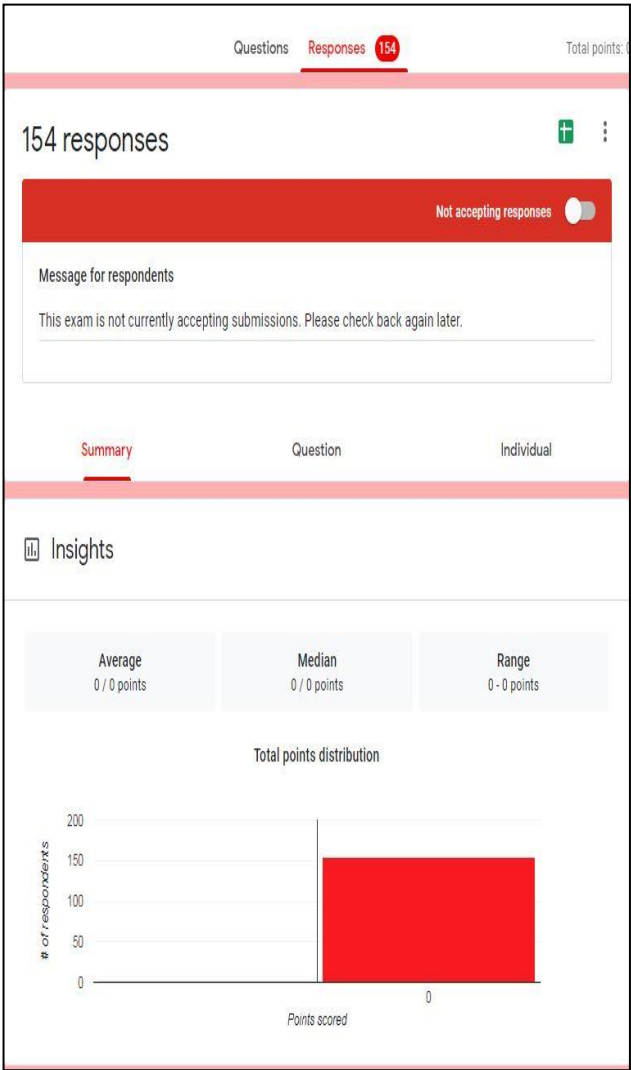 Questions Responses 154 Total points: 0
154 responses
Not accepting responses
Message for respondents
This exam is not currently accepting submissions. Please check back again later.
Summary Question Individual
Insights
Average Median Range
0 / 0 points 0 / 0 points 0 - 0 points
Total points distribution
200
150
100
50
0
# of respondents
0
Points scored